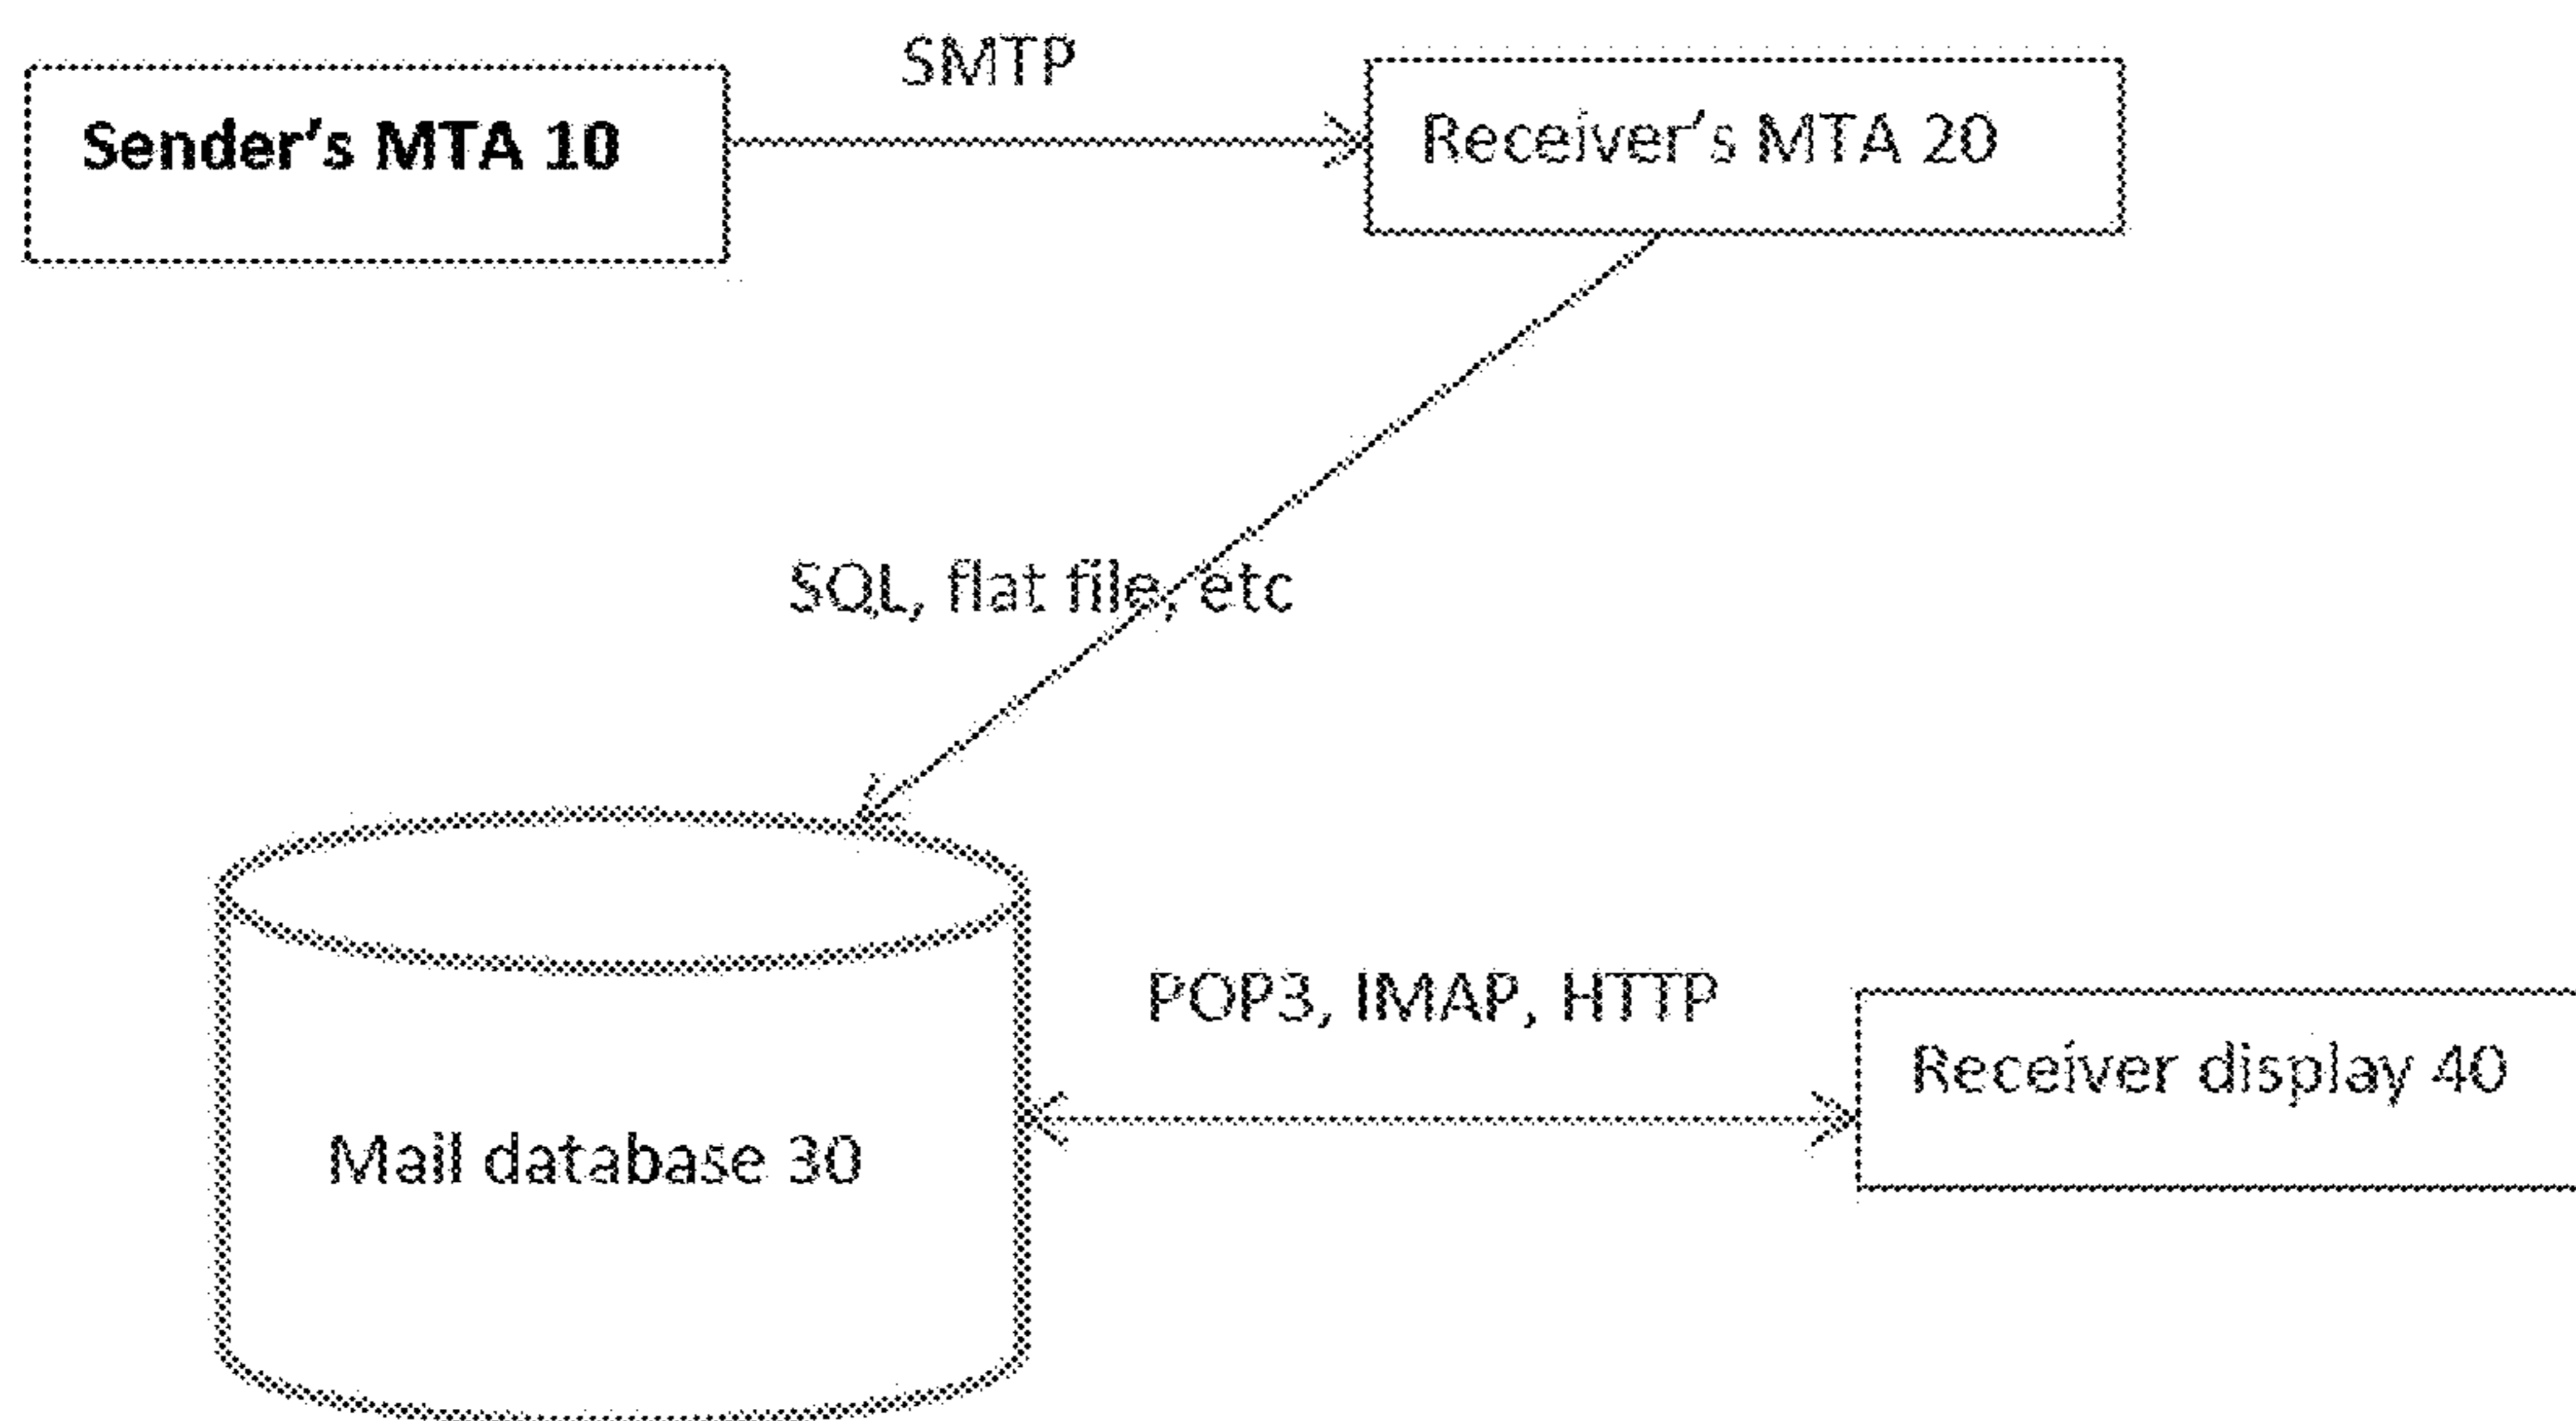 SMTP
Sender's MTA 10
Receiver's MTA 20
SQL, flat file, etc
POP3, IMAP, HTTP
Receiver display 40
Mail database 30